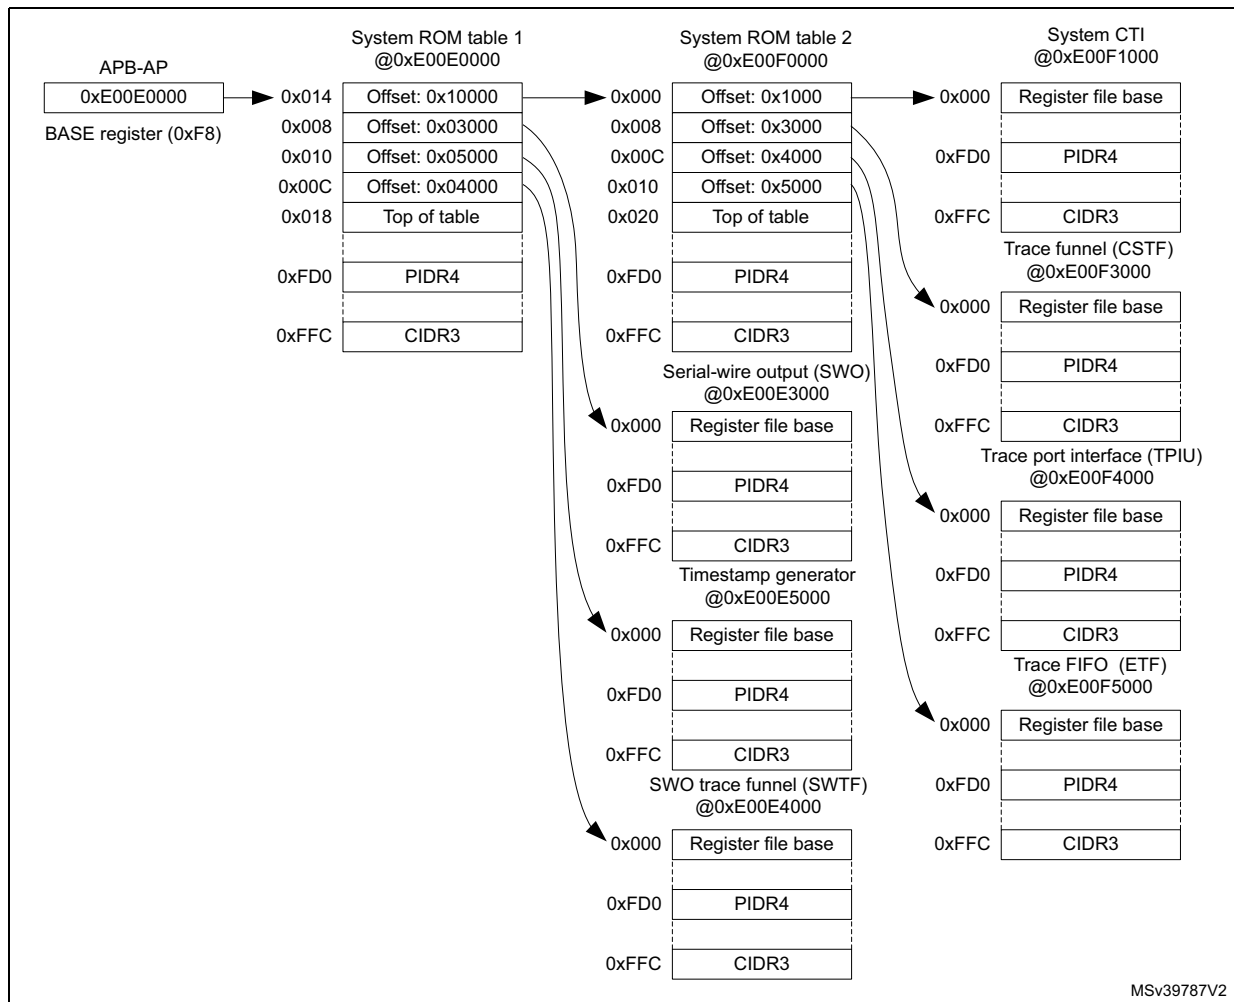 APB-AP
0xE00E0000
BASE register (0xF8)
System ROM table 1
@0xE00E0000
0x014 Offset: 0x10000
0x008 Offset: 0x03000
0x010 Offset: 0x05000
0x00C Offset: 0x04000
0x018 Top of table
0xFD0 PIDR4
0xFFC CIDR3
System ROM table 2
@0xE00F0000
0x000 Offset: 0x1000
0x008 Offset: 0x3000
0x00C Offset: 0x4000
0x010 Offset: 0x5000
0x020 Top of table
0xFD0 PIDR4
0xFFC CIDR3
Serial-wire output (SWO)
@0xE00E3000
0x000 Register file base
0xFD0 PIDR4
0xFFC CIDR3
Timestamp generator
@0xE00E5000
0x000 Register file base
0xFD0 PIDR4
0xFFC CIDR3
SWO trace funnel (SWTF)
@0xE00E4000
0x000 Register file base
0xFD0 PIDR4
0xFFC CIDR3
System CTI
@0xE00F1000
0x000 Register file base
0xFD0 PIDR4
0xFFC CIDR3
Trace funnel (CSTF)
@0xE00F3000
0x000 Register file base
0xFD0 PIDR4
0xFFC CIDR3
Trace port interface (TPIU)
@0xE00F4000
0x000 Register file base
0xFD0 PIDR4
0xFFC CIDR3
Trace FIFO (ETF)
@0xE00F5000
0x000 Register file base
0xFD0 PIDR4
0xFFC CIDR3
MSv39787V2